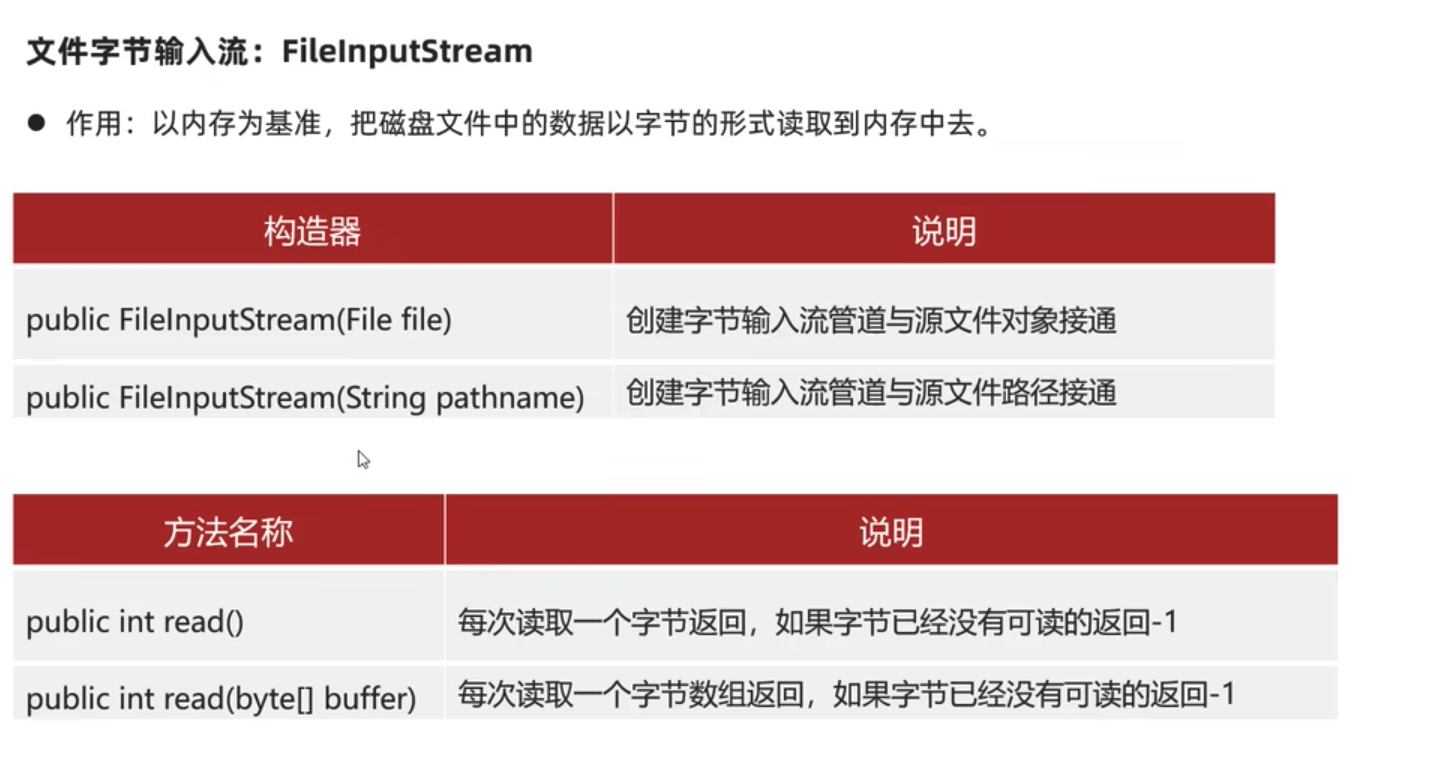 文件字节输入流：FileInputStream
● 作用：以内存为基准，把磁盘文件中的数据以字节的形式读取到内存中去。
构造器 说明
public FileInputStream(File file) 创建字节输入流管道与源文件对象接通
public FileInputStream(String pathname) 创建字节输入流管道与源文件路径接通
方法名称 说明
public int read() 每次读取一个字节返回，如果字节已经没有可读的返回-1
public int read(byte[] buffer) 每次读取一个字节数组返回，如果字节已经没有可读的返回-1